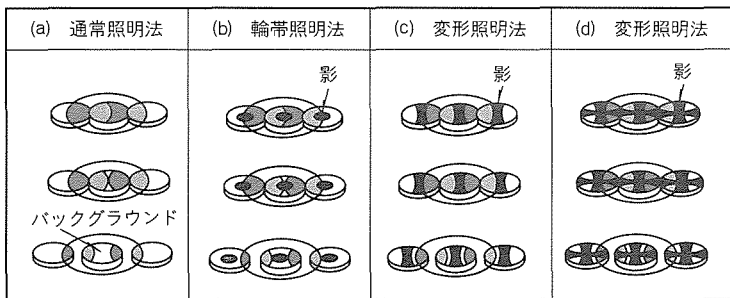 (a) 通常照明法
(b) 輪帯照明法
(c) 変形照明法
(d) 変形照明法
影
影
影
バックグラウンド